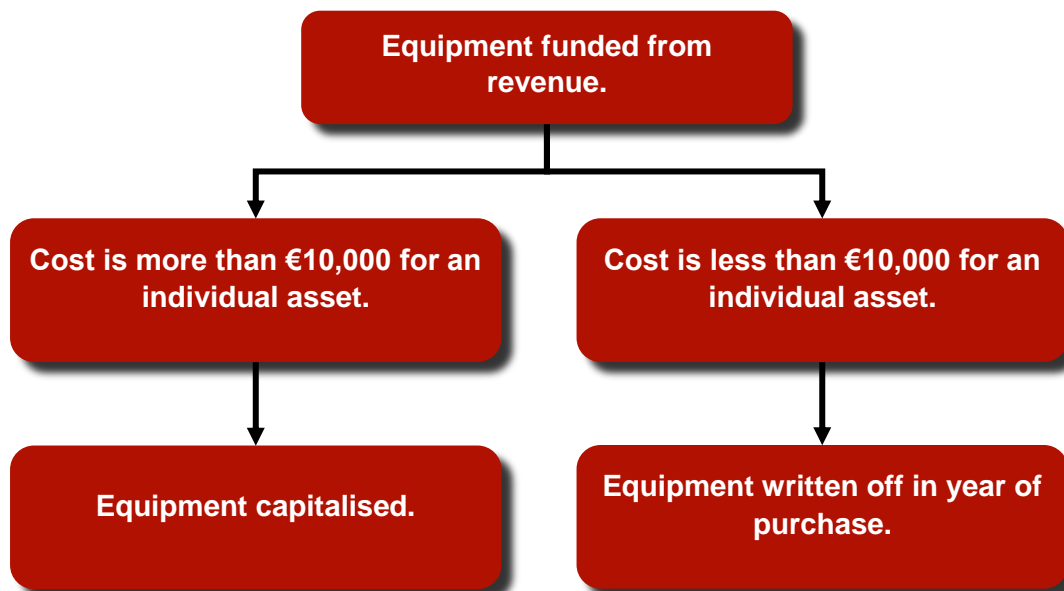 Equipment funded from
revenue.
Cost is more than €10,000 for an
individual asset.
Cost is less than €10,000 for an
individual asset.
Equipment capitalised.
Equipment written off in year of
purchase.